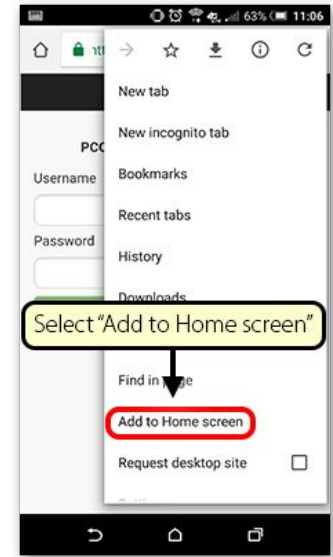 63% 11:06
New tab
New incognito tab
PCC
Bookmarks
Username
Recent tabs
Password
History
Downloads
Select "Add to Home screen"
Find in page
Add to Home screen
Request desktop site